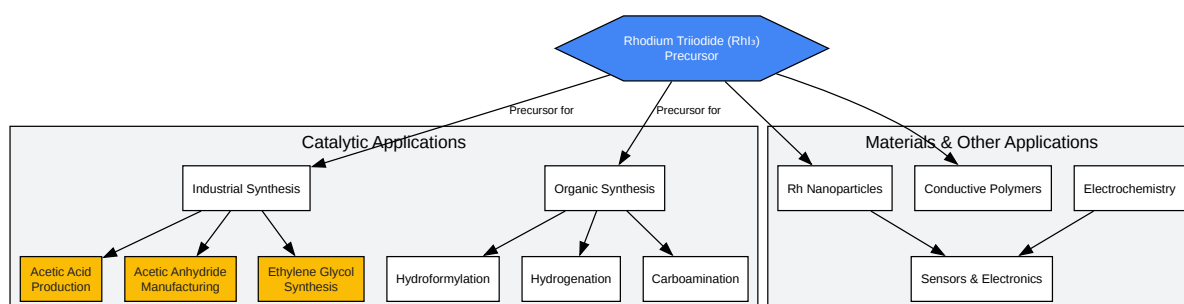 Rhodium Triiodide (RhI₃)
Precursor
Precursor for
Precursor for
Catalytic Applications
Materials & Other Applications
Industrial Synthesis
Organic Synthesis
Rh Nanoparticles
Conductive Polymers
Electrochemistry
Acetic Acid
Production
Acetic Anhydride
Manufacturing
Ethylene Glycol
Synthesis
Hydroformylation
Hydrogenation
Carboamination
Sensors & Electronics